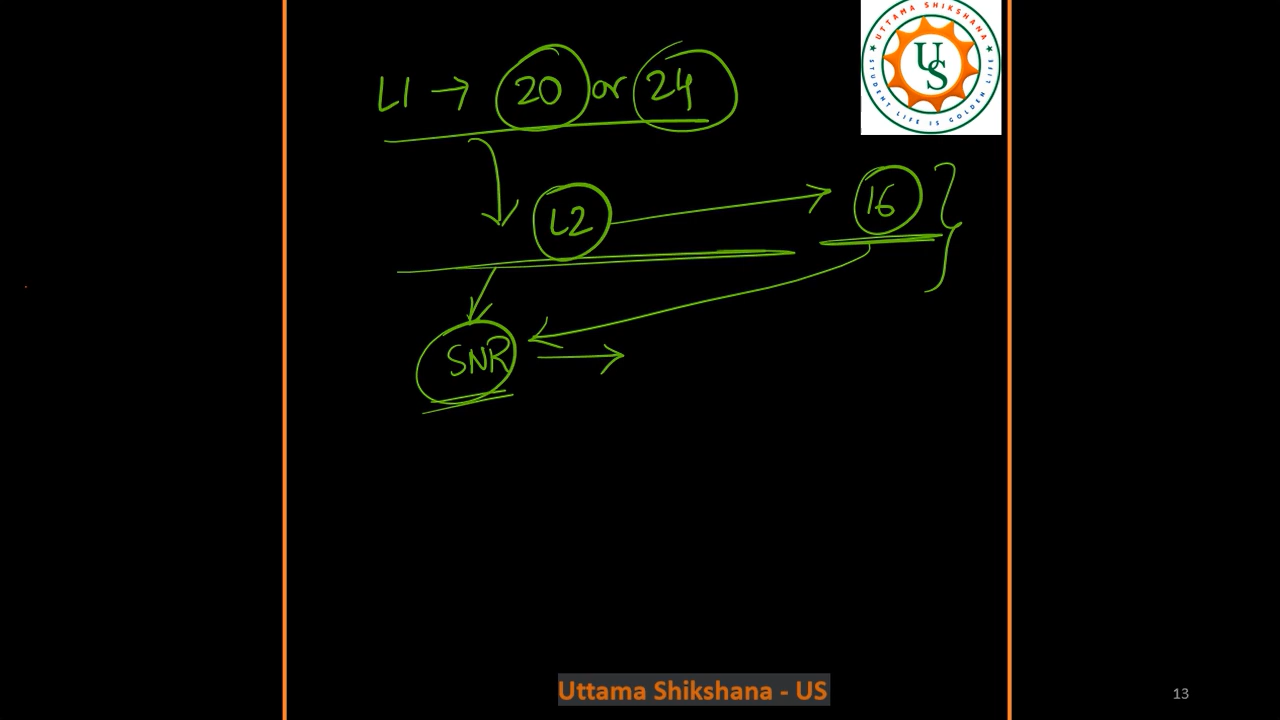 UTTAMA SHIKSHANA
US
STUDENT LIFE IS GOLDEN LIFE
L1 → 20 or 24
L2 → 16
SNR →
Uttama Shikshana - US
13